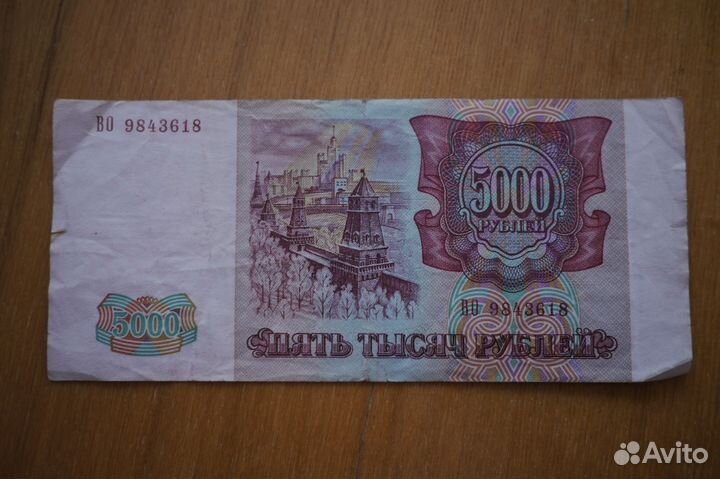 ВО 9843618
5000
РУБЛЕЙ
5000
ВО 9843618
ПЯТЬ ТЫСЯЧ РУБЛЕЙ
Avito